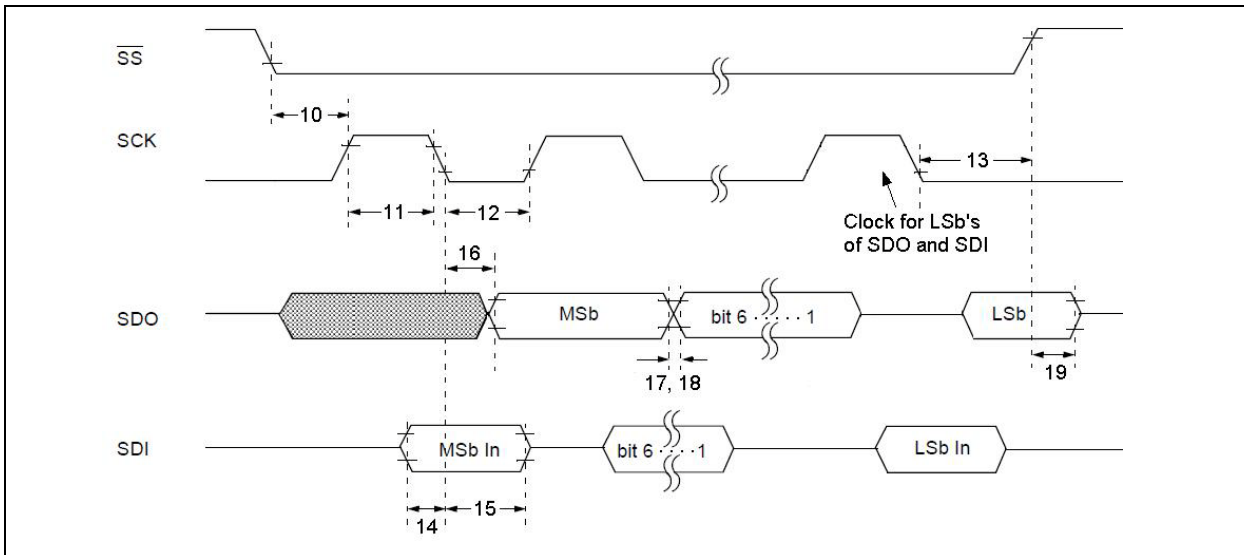 SS
10
SCK
13
11
12
Clock for LSb's
of SDO and SDI
16
SDO
MSb
bit 6 · · · · · 1
LSb
17, 18
19
SDI
MSb In
bit 6 · · · · 1
LSb In
14
15